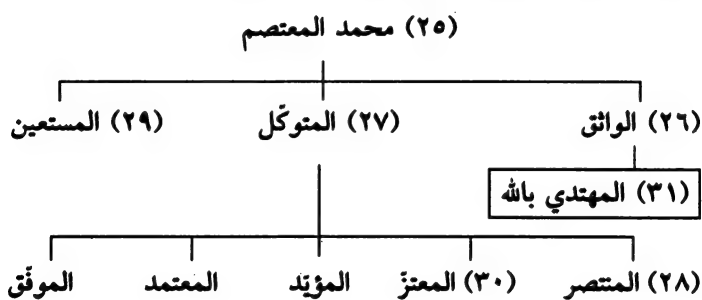 (٢٥) محمد المعتصم
(٢٦) الواثق (٢٧) المتوكّل (٢٩) المستعين
(٣١) المهتدي بالله
(٢٨) المنتصر (٣٠) المعتزّ المؤيّد المعتمد الموفّق